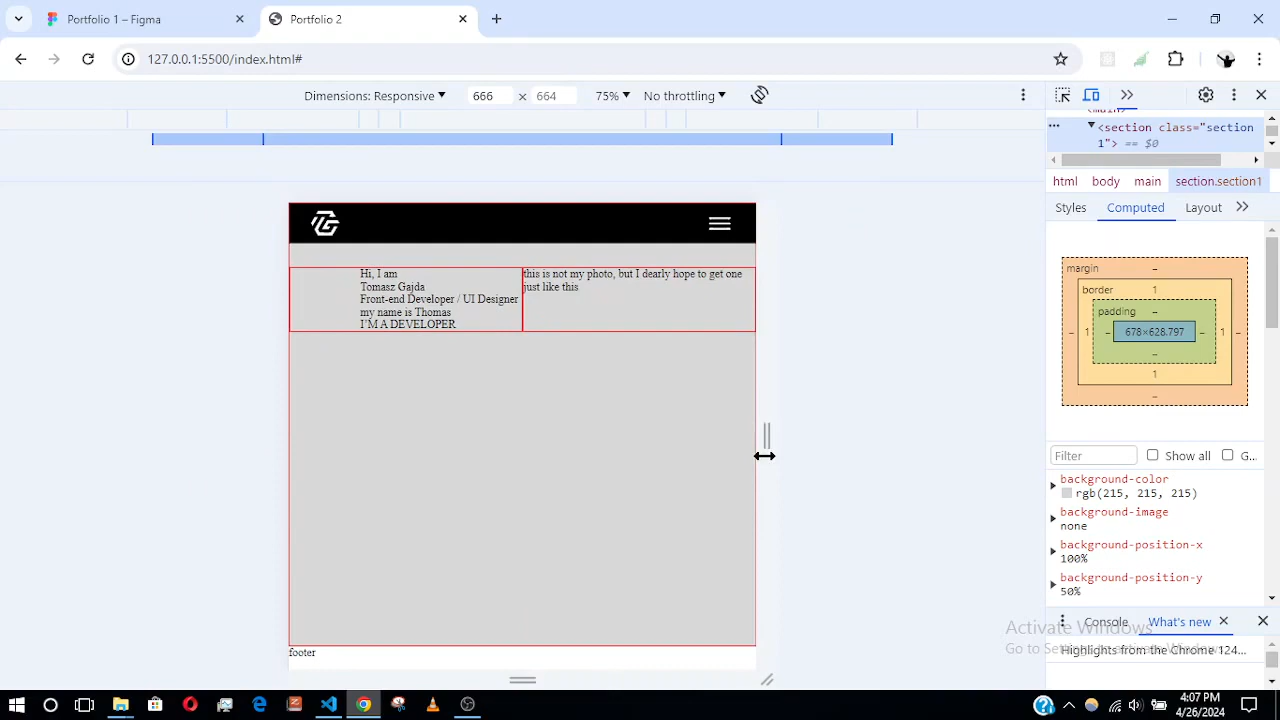 Portfolio 1 – Figma
Portfolio 2
127.0.0.1:5500/index.html#
Dimensions: Responsive
666
×
664
75%
No throttling
<section class="section
1"> == $0
html
body
main
section.section1
Styles
Computed
Layout
TG
Hi, I am
Tomasz Gajda
Front-end Developer / UI Designer
my name is Thomas
I'M A DEVELOPER
this is not my photo, but I dearly hope to get one
just like this
footer
margin
–
border
1
padding
–
–
1
–
678×628.797
–
1
–
–
1
–
Filter
Show all
G...
background-color
rgb(215, 215, 215)
background-image
none
background-position-x
100%
background-position-y
50%
Console
What's new
Activate Windows
Highlights from the Chrome 124...
4:07 PM
4/26/2024